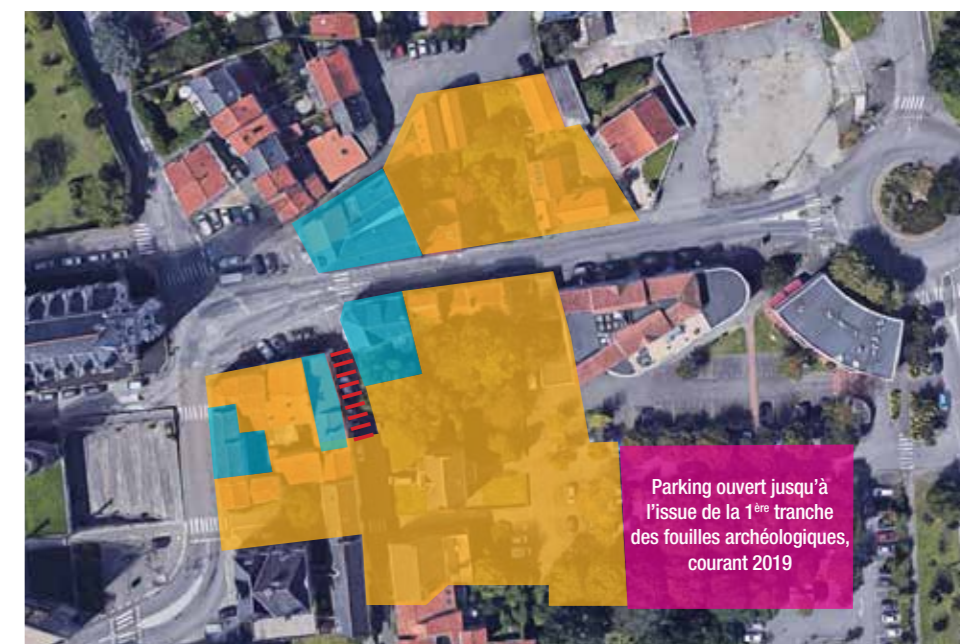 Parking ouvert jusqu’à
l’issue de la 1ère tranche
des fouilles archéologiques,
courant 2019